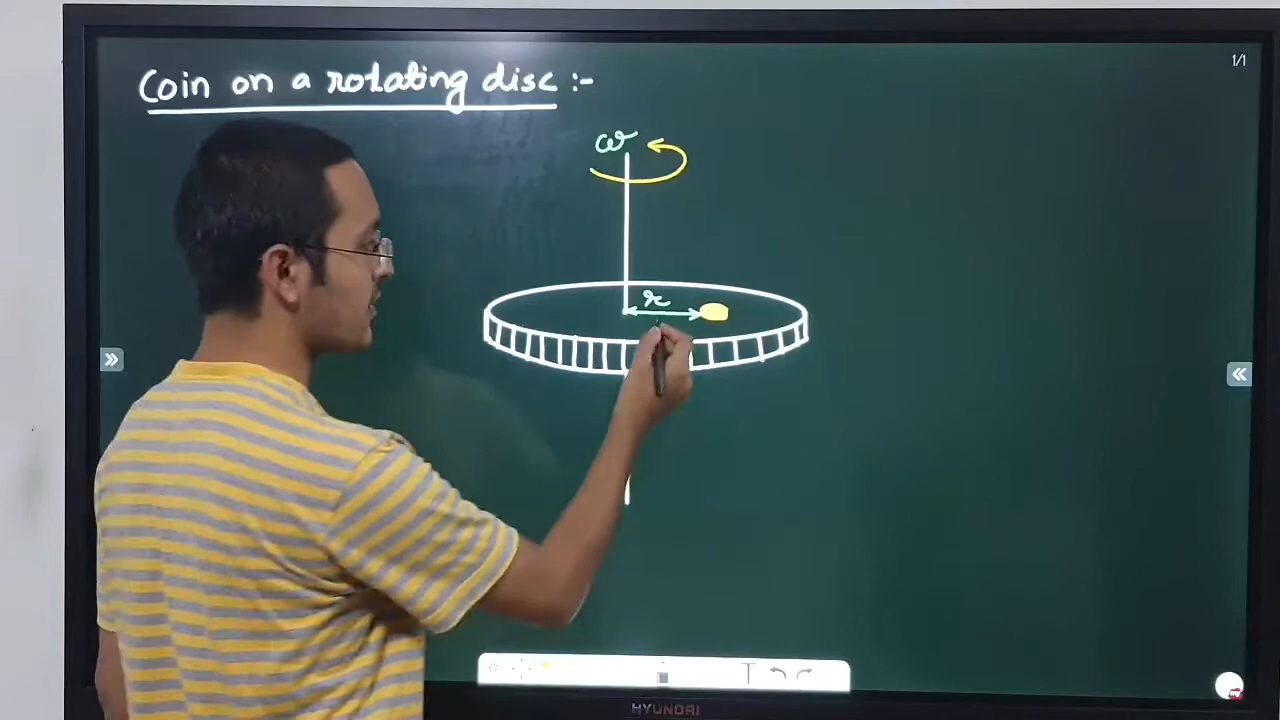 Coin on a rotating disc :-
1/1
ω
r
HYUNDAI